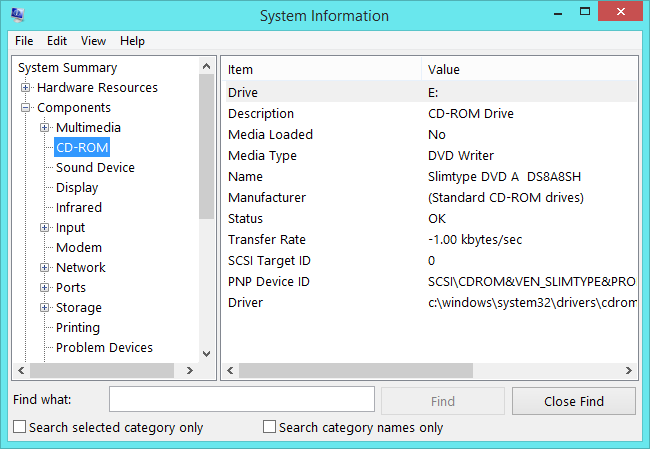 System Information
File Edit View Help
System Summary
Hardware Resources
Components
Multimedia
CD-ROM
Sound Device
Display
Infrared
Input
Modem
Network
Ports
Storage
Printing
Problem Devices
Item Value
Drive E:
Description CD-ROM Drive
Media Loaded No
Media Type DVD Writer
Name Slimtype DVD A  DS8A8SH
Manufacturer (Standard CD-ROM drives)
Status OK
Transfer Rate -1.00 kbytes/sec
SCSI Target ID 0
PNP Device ID SCSI\CDROM&VEN_SLIMTYPE&PRO
Driver c:\windows\system32\drivers\cdrom
Find what: Find Close Find
Search selected category only Search category names only